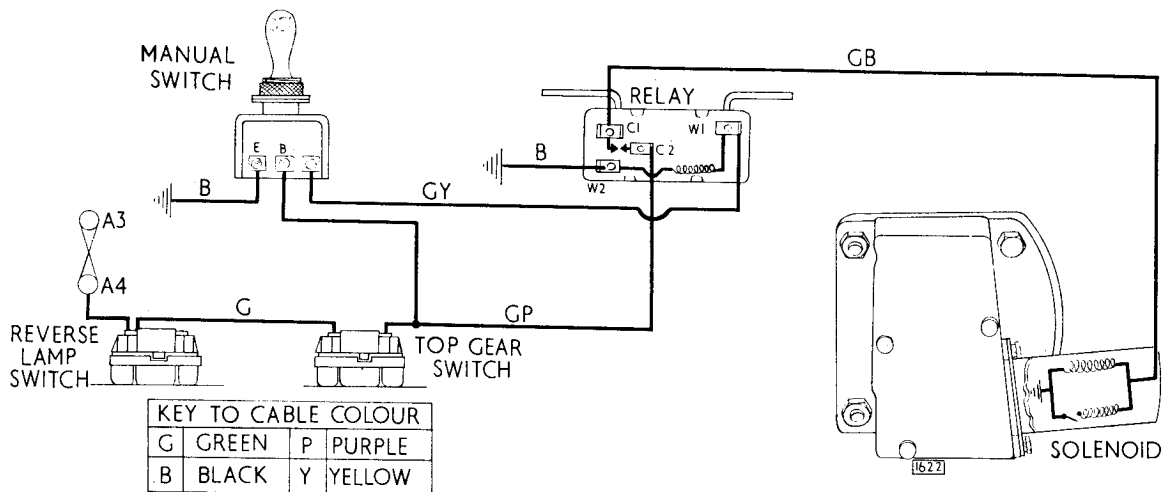 MANUAL
SWITCH
E B
B
GY
GB
RELAY
C1
W1
C2
B
W2
A3
A4
G
GP
REVERSE
LAMP
SWITCH
TOP GEAR
SWITCH
KEY TO CABLE COLOUR
G GREEN P PURPLE
B BLACK Y YELLOW
1622
SOLENOID